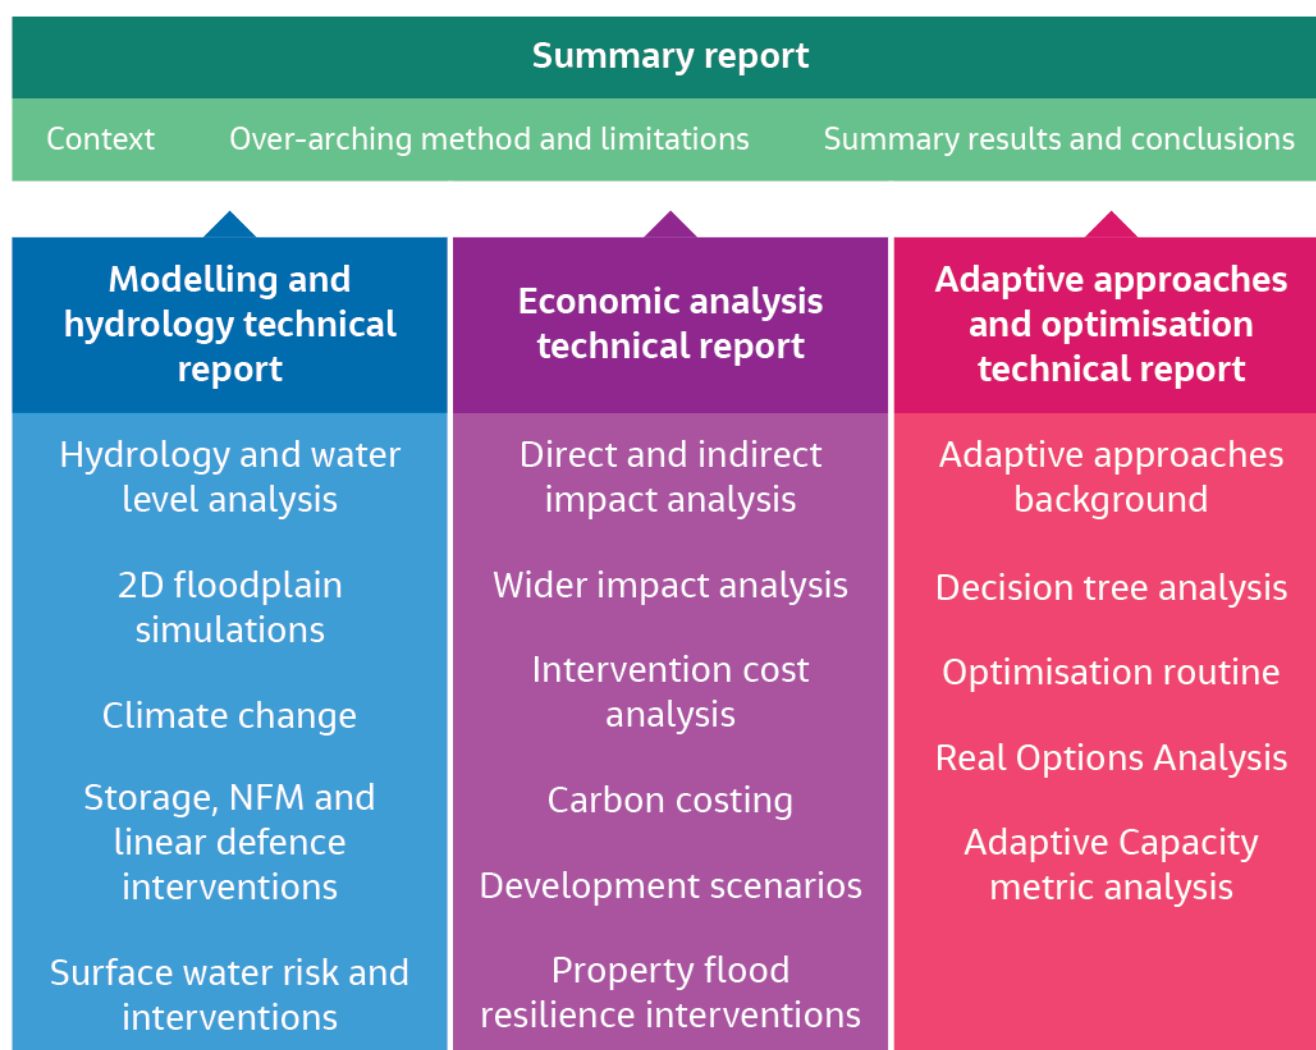 Summary report
Context Over-arching method and limitations Summary results and conclusions
Modelling and
hydrology technical
report
Hydrology and water
level analysis
2D floodplain
simulations
Climate change
Storage, NFM and
linear defence
interventions
Surface water risk and
interventions
Economic analysis
technical report
Direct and indirect
impact analysis
Wider impact analysis
Intervention cost
analysis
Carbon costing
Development scenarios
Property flood
resilience interventions
Adaptive approaches
and optimisation
technical report
Adaptive approaches
background
Decision tree analysis
Optimisation routine
Real Options Analysis
Adaptive Capacity
metric analysis